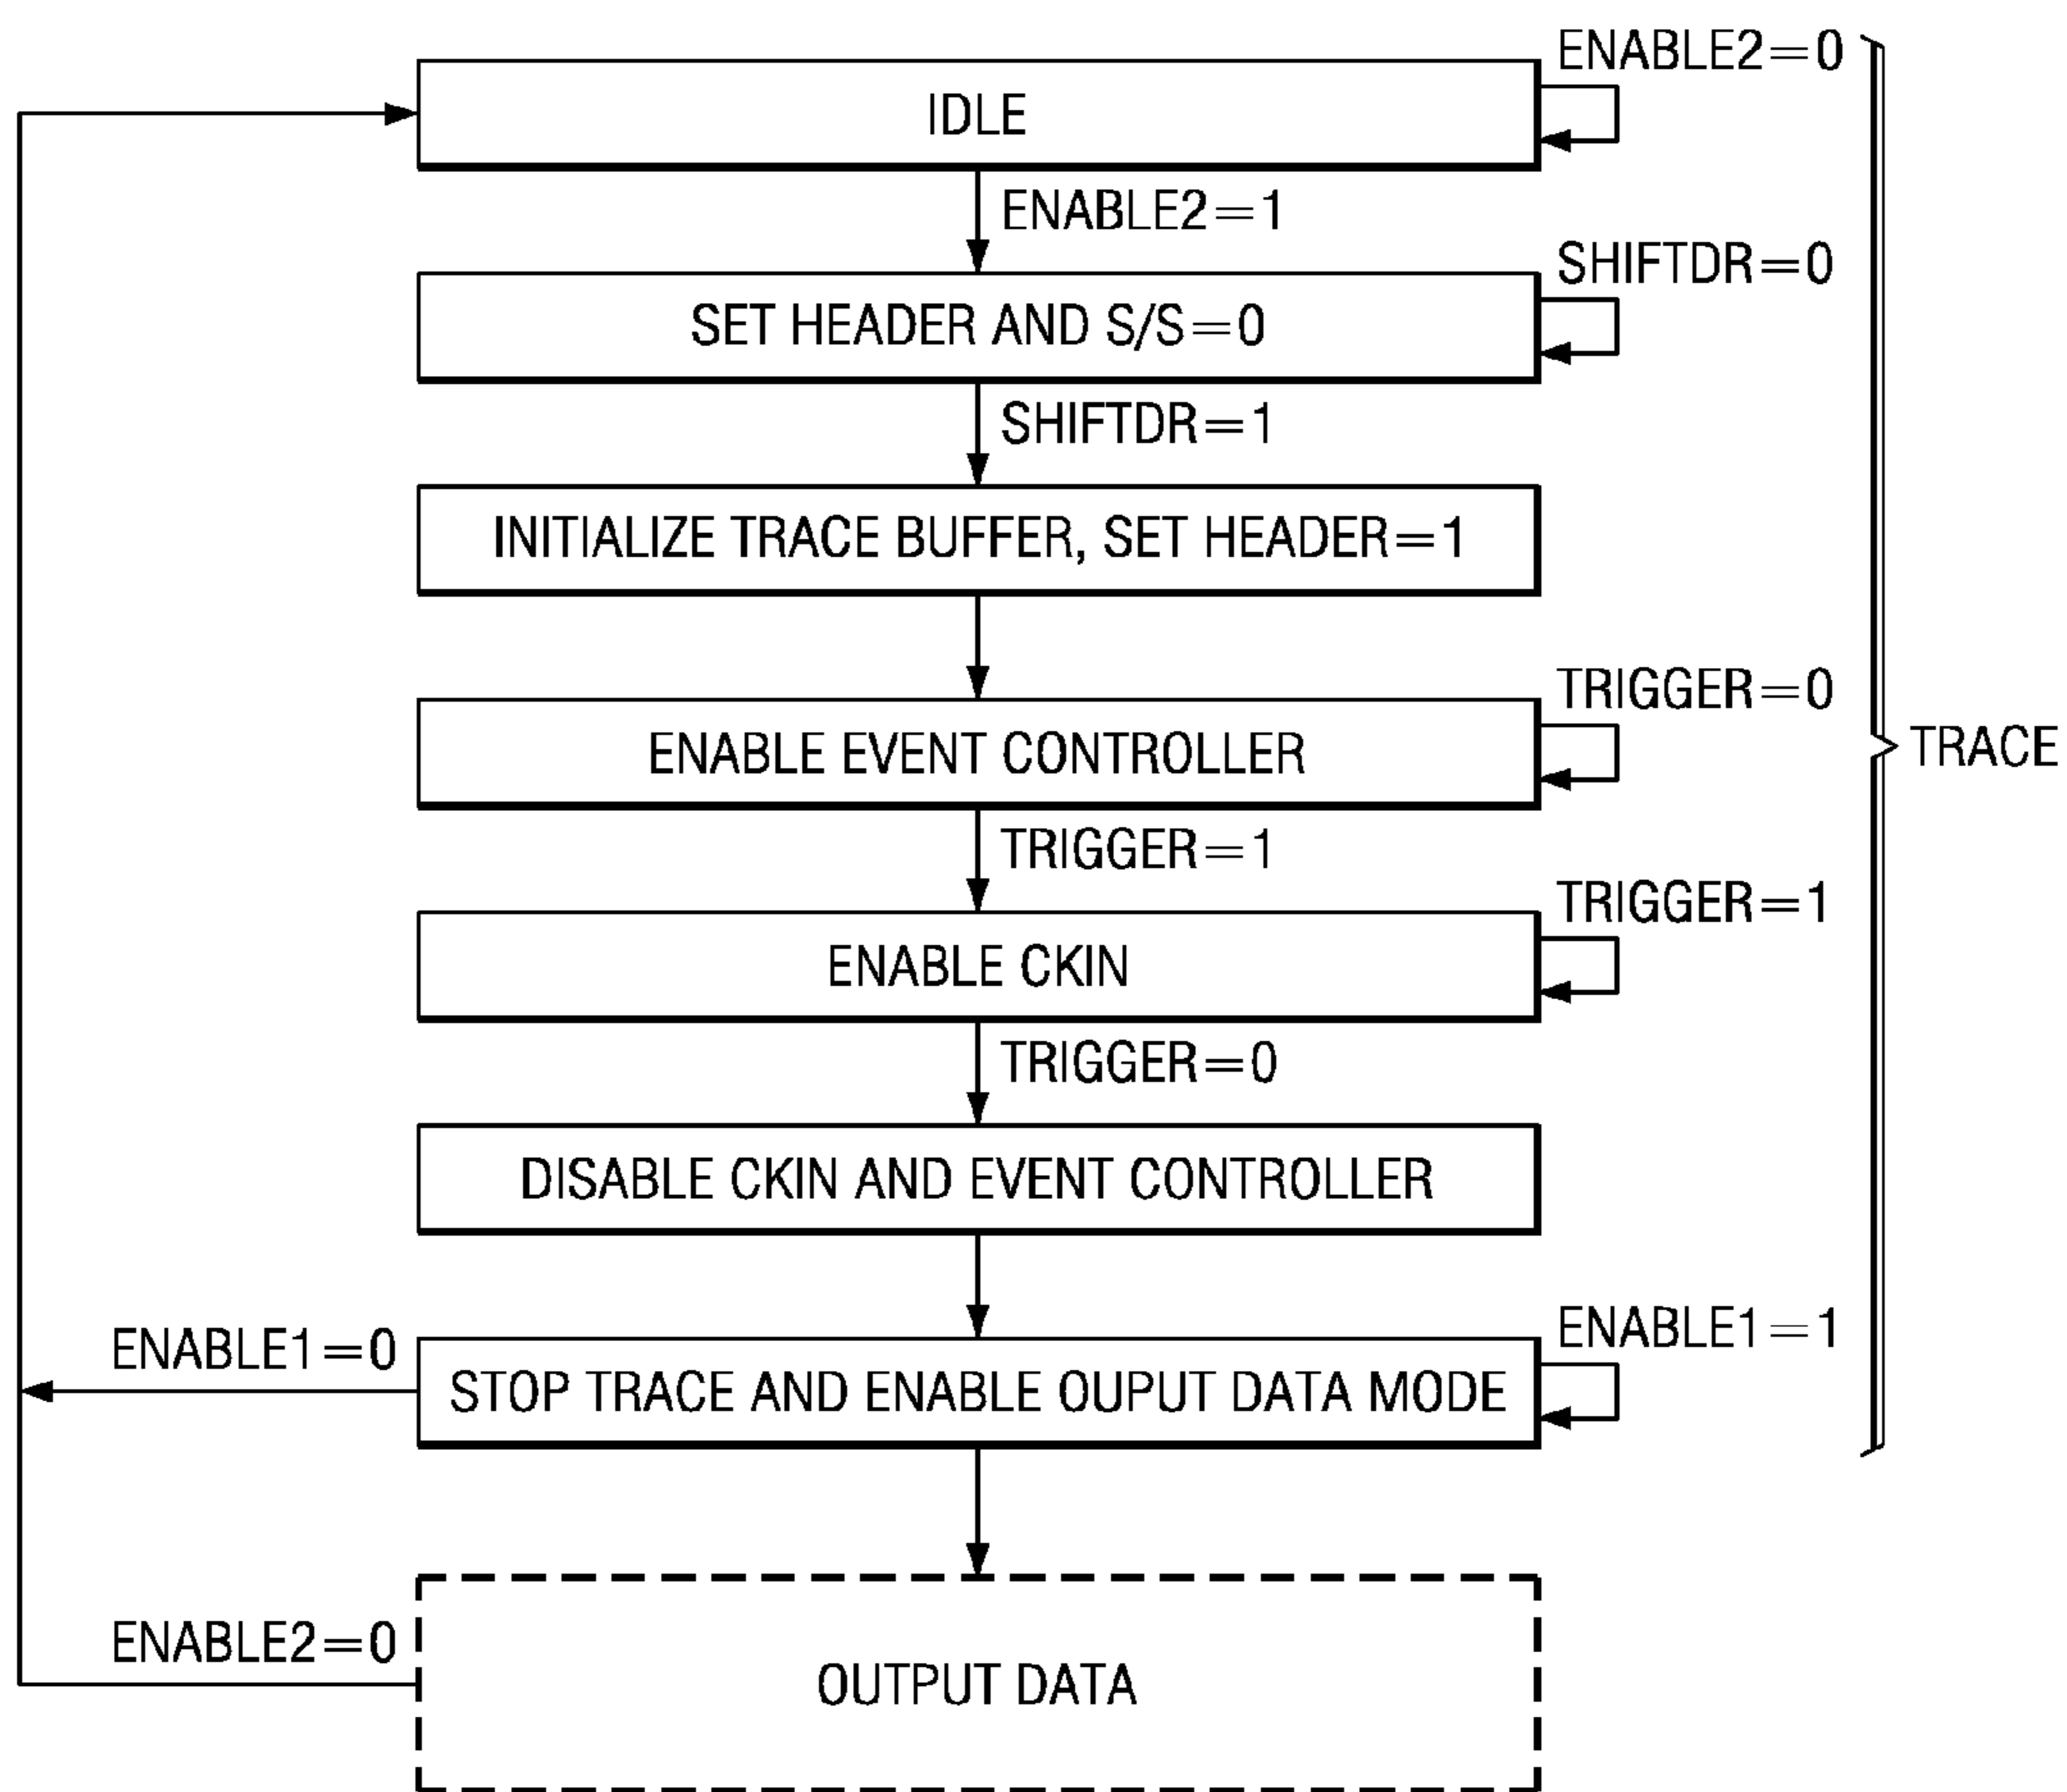 ENABLE2=0
IDLE
ENABLE2=1
SHIFTDR=0
SET HEADER AND S/S=0
SHIFTDR=1
INITIALIZE TRACE BUFFER, SET HEADER=1
TRIGGER=0
ENABLE EVENT CONTROLLER
TRACE
TRIGGER=1
TRIGGER=1
ENABLE CKIN
TRIGGER=0
DISABLE CKIN AND EVENT CONTROLLER
ENABLE1=1
ENABLE1=0
STOP TRACE AND ENABLE OUPUT DATA MODE
ENABLE2=0
OUTPUT DATA